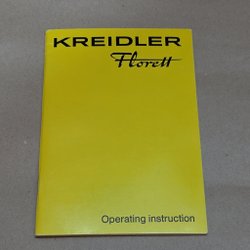 KREIDLER
Florett
Operating instruction